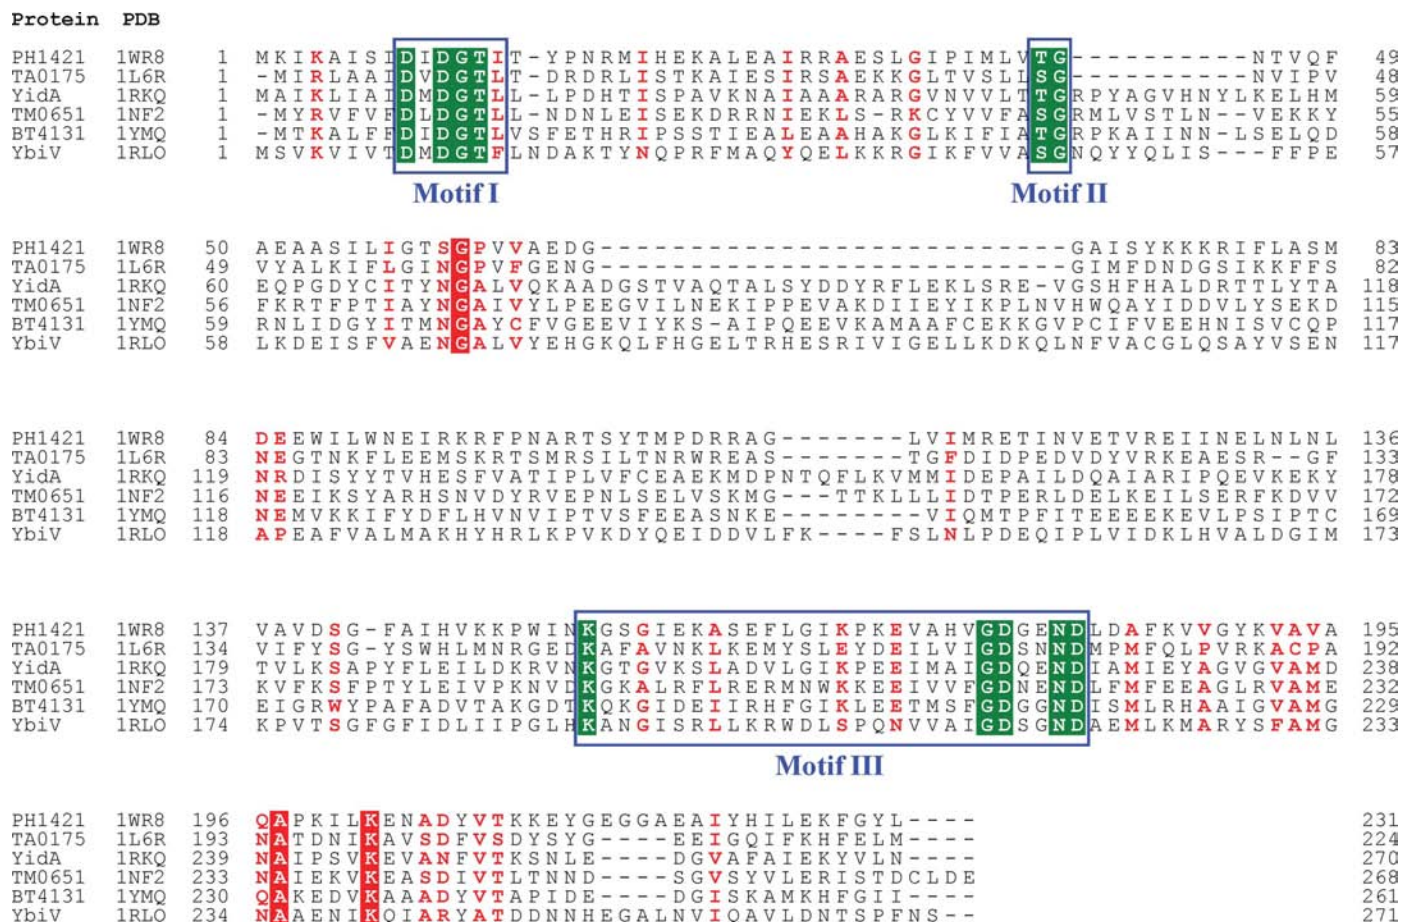 Protein PDB
PH1421 1WR8 1 MKIKAISIDIDGTIT-YPNRMIHEKALEAIRRAESLGIPIMLVTG----------NTVQF 49
TA0175 1L6R 1 -MIRLAAIDVDGTLT-DRDRLISTKAIESIRSAEKKGLTVSLLSG----------NVIPV 48
YidA 1RKQ 1 -MAIKLIAIDMDGTLL-LPDHTISPAVKNAIAAARARGVNVVLTTGRPYAGVHNYLKELHM 59
TM0651 1NF2 1 -MYRVFVFDLDGTLL-NDNLEISEKDRRNIEKLS-RKCYVVFASGRMLVSTLN--VEKKY 55
BT4131 1YMQ 1 -MTKALFFDIDGTLVSFETHRIPSSTIEALEAAHAKGLKIFIATGRPKAIINN-LSELQD 58
YbiV 1RLO 1 MSVKVIVTDMDGTFLNDAKTYNQPRFMAQYQELKKRGIKFVVASGNQYYQLIS---FFPE 57
Motif I Motif II
PH1421 1WR8 50 AEAASILIGTSGPVVAEDG--------------------------GAISYKKKRIFLASM 83
TA0175 1L6R 49 VYALKIFLGINGPVFGENG--------------------------GIMFDNDGSIKKFFS 82
YidA 1RKQ 60 EQPGDYCITYNGALVQKAADGSTVAQTALSYDDYRFLEKLSRE-VGSHFHALDRTTLYTA 118
TM0651 1NF2 56 FKRTFPTIAYNGAIVYLPEEGVILNEKIPPEVAKDIIEYIKPLNVHWQAYIDDVLYSEKD 115
BT4131 1YMQ 59 RNLIDGYITMNGAYCFVGEEVIYKS-AIPQEEVKAMAAFCEKKGVPCIFVEEHNISVCQP 117
YbiV 1RLO 58 LKDEISFVAENGALVYEHGKQLFHGELTRHESRIVIGELLKDKQLNFVACGLQSAYVSEN 117
PH1421 1WR8 84 DEEWILWNEIRKRFPNARTSYTMPDRRAG-------LVIMRETINVETVREIINELNLNL 136
TA0175 1L6R 83 NEGTNKFLEEMSKRTSMRSILTNRWREAS-------TGFDIDPEDVDYVRKEAESR--GF 133
YidA 1RKQ 119 NRDISYYTVHESFVATIPLVFCEAEKMDPNTQFLKVMMIDEPAILDQAIARIPQEVKEKY 178
TM0651 1NF2 116 NEEIKSYARHSNVDYRVEPNLSELVSKMG---TTKLLLIDTPERLDELKEILSERFKDVV 172
BT4131 1YMQ 118 NEMVKKIFYDFLHVNVIPTVSFEEASNKE--------VIQMTPFITEEEEKEVLPSIPTC 169
YbiV 1RLO 118 APEAFVALMAKHYHRLKPVKDYQEIDDVLFK----FSLNLPDEQIPLVIDKLHVALDGIM 173
PH1421 1WR8 137 VAVDSG-FAIHVKKPWINKGSGIEKASEFLGIKPKEVAHVGDGENDLDAFKVVGYKVAVA 195
TA0175 1L6R 134 VIFYSG-YSWHLMNRGEDKAFAVNKLKEMYSLEYDEILVIGDSNNDMPMFQLPVRKACPA 192
YidA 1RKQ 179 TVLKSAPYFLEILDKRVNKGTGVKSLADVLGIKPEEIMAIGDQENDIAMIEYAGVGVAMD 238
TM0651 1NF2 173 KVFKSFPTYLEIVPKNVDKGKALRFLRERMNWKKEEIVVFGDNENDLFMFEEAGLRVAME 232
BT4131 1YMQ 170 EIGRWYPAFADVTAKGDTKQKGIDEIIRHFGIKLEETMSFGDGGNDISMLRHAAIGVAMG 229
YbiV 1RLO 174 KPVTSGFGFIDLIIPGLHKANGISRLLKRWDLSPQNVVAIGDSGNDAEMLKMARYSFAMG 233
Motif III
PH1421 1WR8 196 QAPKILKENADYVTKKEYGEGGAEAIYHILEKFGYL---- 231
TA0175 1L6R 193 NATDNIKAVSDFVSDYSYG----EEIGQIFKHFELM---- 224
YidA 1RKQ 239 NAIPSVKEVANFVTKSNLE----DGVAFAIEKYVLN---- 270
TM0651 1NF2 233 NAIEKVKEASDIVTLTNND----SGVSYVLERISTDCLDE 268
BT4131 1YMQ 230 QAKEDVKAAADYVTAPIDE----DGISKAMKHFGII---- 261
YbiV 1RLO 234 NAAENIKQIARYATDDNNHEGALNVIQAVLDNTSPFNS-- 271